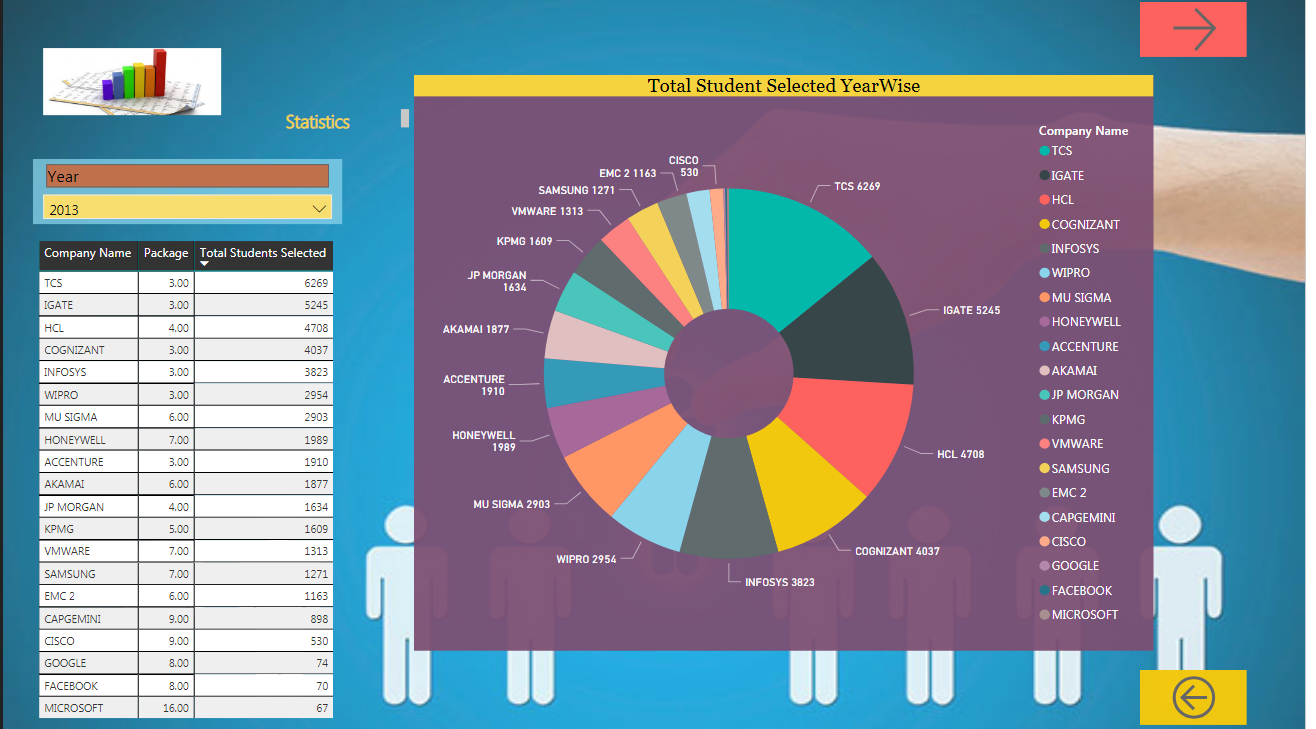 Statistics
Year
2013
Company Name Package Total Students Selected
TCS 3.00 6269
IGATE 3.00 5245
HCL 4.00 4708
COGNIZANT 3.00 4037
INFOSYS 3.00 3823
WIPRO 3.00 2954
MU SIGMA 6.00 2903
HONEYWELL 7.00 1989
ACCENTURE 3.00 1910
AKAMAI 6.00 1877
JP MORGAN 4.00 1634
KPMG 5.00 1609
VMWARE 7.00 1313
SAMSUNG 7.00 1271
EMC 2 6.00 1163
CAPGEMINI 9.00 898
CISCO 9.00 530
GOOGLE 8.00 74
FACEBOOK 8.00 70
MICROSOFT 16.00 67
Total Student Selected YearWise
CISCO
530
EMC 2 1163
SAMSUNG 1271
VMWARE 1313
KPMG 1609
JP MORGAN
1634
AKAMAI 1877
ACCENTURE
1910
HONEYWELL
1989
MU SIGMA 2903
WIPRO 2954
INFOSYS 3823
COGNIZANT 4037
HCL 4708
IGATE 5245
TCS 6269
Company Name
TCS
IGATE
HCL
COGNIZANT
INFOSYS
WIPRO
MU SIGMA
HONEYWELL
ACCENTURE
AKAMAI
JP MORGAN
KPMG
VMWARE
SAMSUNG
EMC 2
CAPGEMINI
CISCO
GOOGLE
FACEBOOK
MICROSOFT